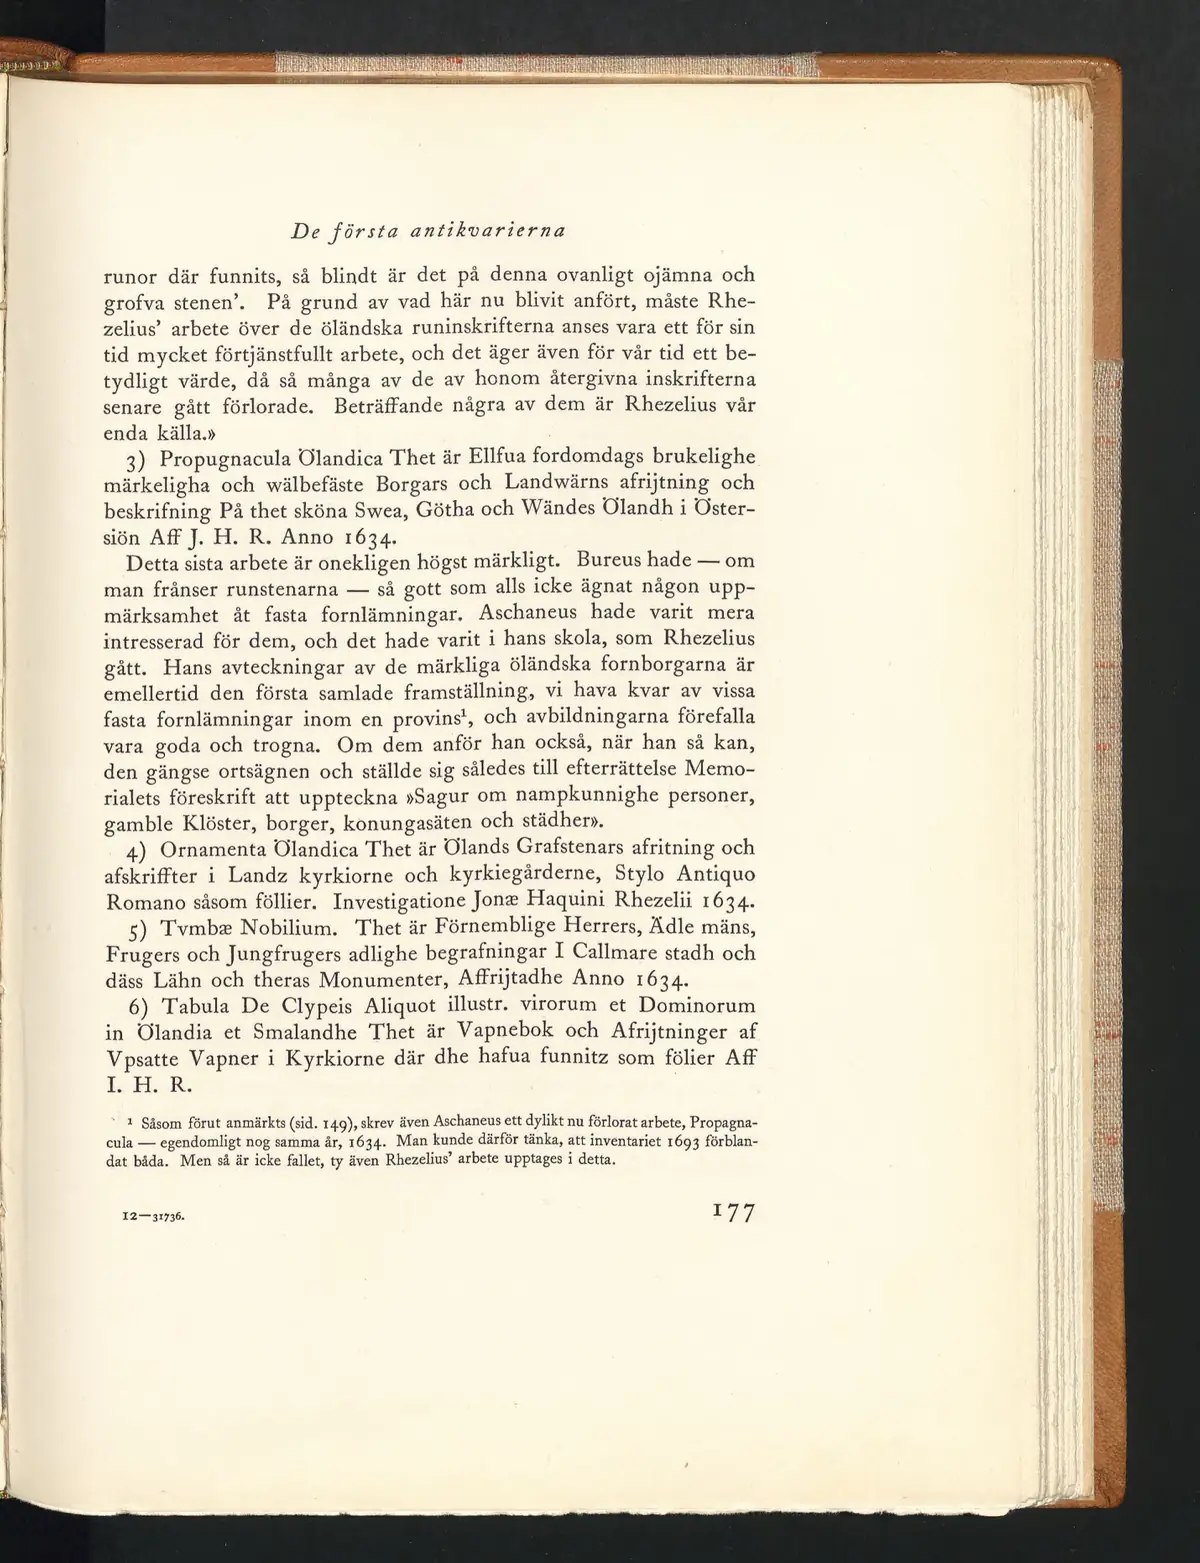 De första antikvarierna
runor där funnits, så blindt är det på denna ovanligt ojämna och
grofva stenen’. På grund av vad här nu blivit anfört, måste Rhe-
zelius’ arbete över de öländska runinskrifterna anses vara ett för sin
tid mycket förtjänstfullt arbete, och det äger även för vår tid ett be-
tydligt värde, då så många av de av honom återgivna inskrifterna
senare gått förlorade. Beträffande några av dem är Rhezelius vår
enda källa.»
3) Propugnacula Ölandica Thet är Ellfua fordomdags brukelighe
märkeligha och wälbefäste Borgars och Landwärns afrijtning och
beskrifning På thet sköna Swea, Götha och Wändes Ölandh i Öster-
siön Aff J. H. R. Anno 1634.
Detta sista arbete är onekligen högst märkligt. Bureus hade — om
man frånser runstenarna — så gott som alls icke ägnat någon upp-
märksamhet åt fasta fornlämningar. Aschaneus hade varit mera
intresserad för dem, och det hade varit i hans skola, som Rhezelius
gått. Hans avteckningar av de märkliga öländska fornborgarna är
emellertid den första samlade framställning, vi hava kvar av vissa
fasta fornlämningar inom en provins¹, och avbildningarna förefalla
vara goda och trogna. Om dem anför han också, när han så kan,
den gängse ortsägnen och ställde sig således till efterrättelse Memo-
rialets föreskrift att uppteckna »Sagur om nampkunnighe personer,
gamble Klöster, borger, konungasäten och städher».
4) Ornamenta Ölandica Thet är Ölands Grafstenars afritning och
afskriffter i Landz kyrkiorne och kyrkiegårderne, Stylo Antiquo
Romano såsom föllier. Investigatione Jonæ Haquini Rhezelii 1634.
5) Tvmbæ Nobilium. Thet är Förnemblige Herrers, Ädle mäns,
Frugers och Jungfrugers adlighe begrafningar I Callmare stadh och
däss Lähn och theras Monumenter, Affrijtadhe Anno 1634.
6) Tabula De Clypeis Aliquot illustr. virorum et Dominorum
in Ölandia et Smalandhe Thet är Vapnebok och Afrijtninger af
Vpsatte Vapner i Kyrkiorne där dhe hafua funnitz som fölier Aff
I. H. R.
¹ Såsom förut anmärkts (sid. 149), skrev även Aschaneus ett dylikt nu förlorat arbete, Propagna-
cula — egendomligt nog samma år, 1634. Man kunde därför tänka, att inventariet 1693 förblan-
dat båda. Men så är icke fallet, ty även Rhezelius’ arbete upptages i detta.
12—31736.
177